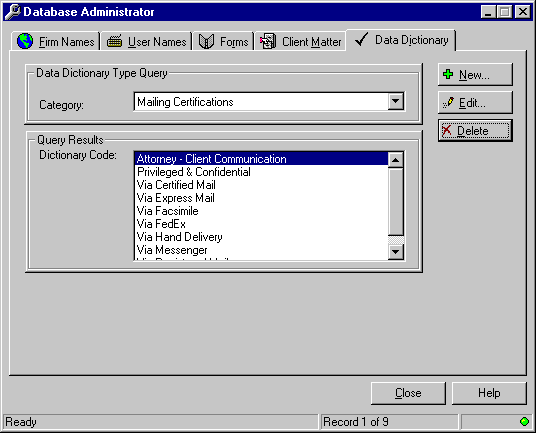 Database Administrator
Firm Names
User Names
Forms
Client Matter
Data Dictionary
Data Dictionary Type Query
Category:
Mailing Certifications
New...
Edit...
Delete
Query Results
Dictionary Code:
Attorney - Client Communication
Privileged & Confidential
Via Certified Mail
Via Express Mail
Via Facsimile
Via FedEx
Via Hand Delivery
Via Messenger
Close
Help
Ready
Record 1 of 9